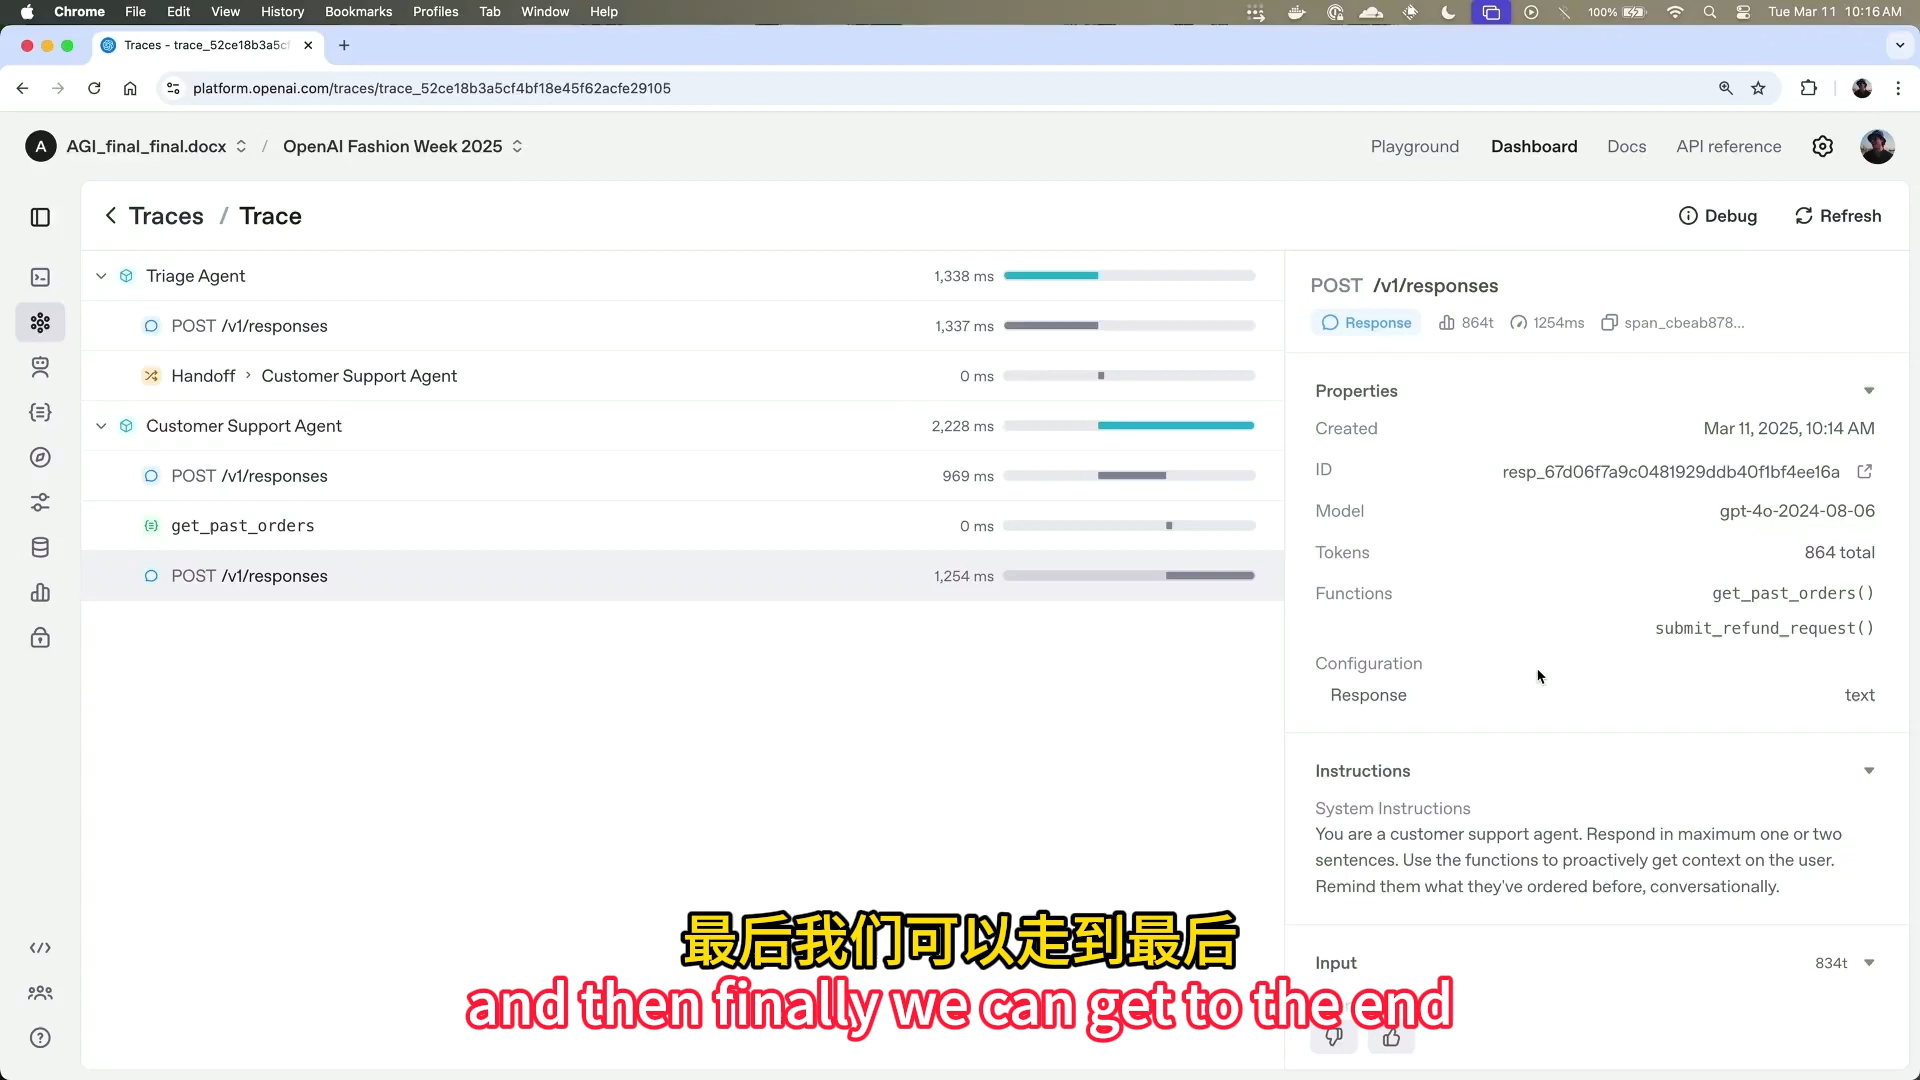 Chrome File Edit View History Bookmarks Profiles Tab Window Help 100% Tue Mar 11 10:16 AM
Traces - trace_52ce18b3a5cf
platform.openai.com/traces/trace_52ce18b3a5cf4bf18e45f62acfe29105
A AGI_final_final.docx / OpenAI Fashion Week 2025 Playground Dashboard Docs API reference
Traces / Trace Debug Refresh
Triage Agent 1,338 ms
POST /v1/responses 1,337 ms
Handoff > Customer Support Agent 0 ms
Customer Support Agent 2,228 ms
POST /v1/responses 969 ms
get_past_orders 0 ms
POST /v1/responses 1,254 ms
POST /v1/responses
Response 864t 1254ms span_cbeab878...
Properties
Created Mar 11, 2025, 10:14 AM
ID resp_67d06f7a9c0481929ddb40f1bf4ee16a
Model gpt-4o-2024-08-06
Tokens 864 total
Functions get_past_orders()
submit_refund_request()
Configuration
Response text
Instructions
System Instructions
You are a customer support agent. Respond in maximum one or two
sentences. Use the functions to proactively get context on the user.
Remind them what they've ordered before, conversationally.
Input 834t
最后我们可以走到最后
and then finally we can get to the end